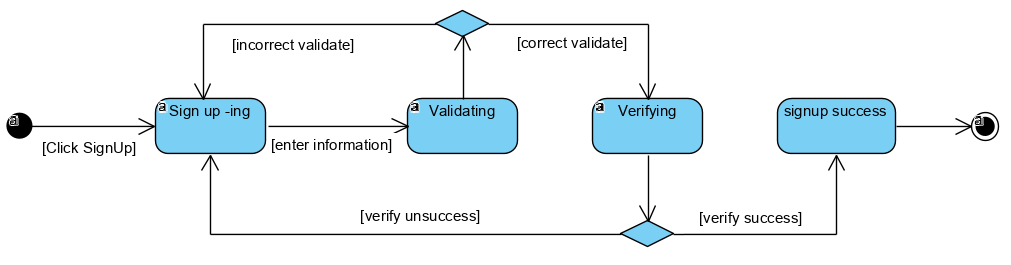 [incorrect validate]
[correct validate]
Sign up -ing
Validating
Verifying
signup success
[Click SignUp]
[enter information]
[verify unsuccess]
[verify success]